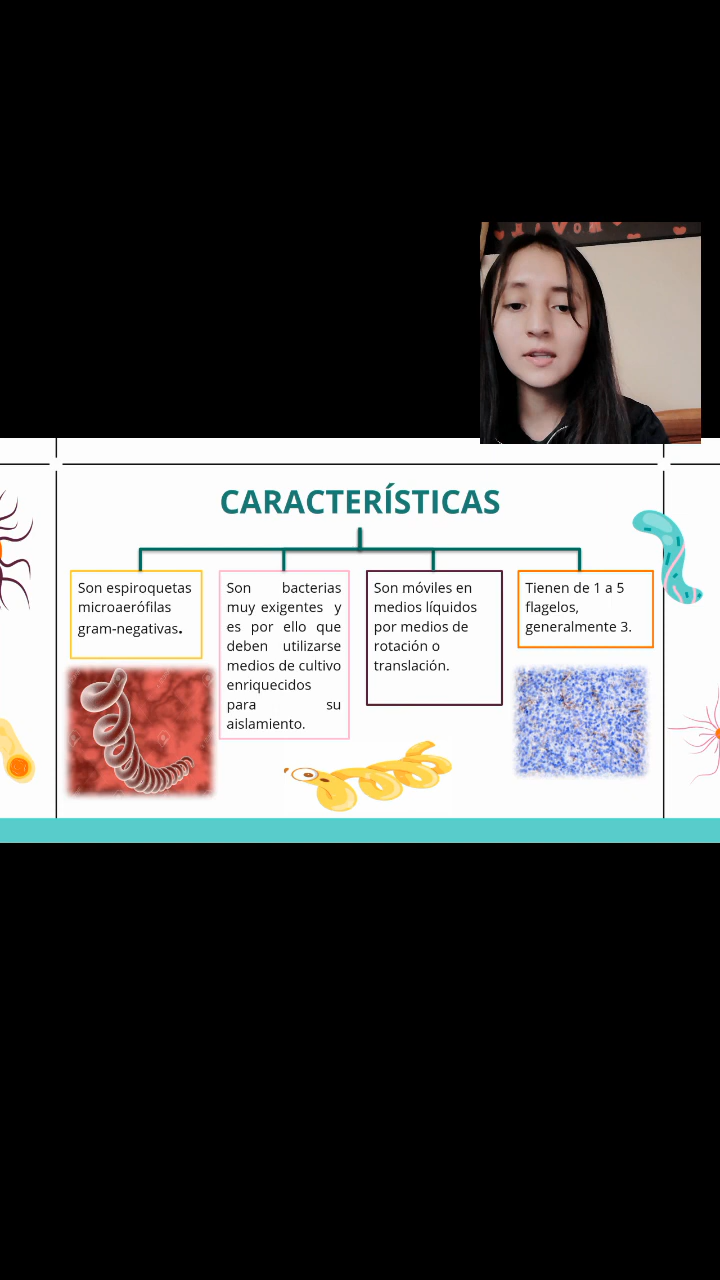 CARACTERÍSTICAS
Son espiroquetas
microaerófilas
gram-negativas.
Son bacterias
muy exigentes y
es por ello que
deben utilizarse
medios de cultivo
enriquecidos
para su
aislamiento.
Son móviles en
medios líquidos
por medios de
rotación o
translación.
Tienen de 1 a 5
flagelos,
generalmente 3.